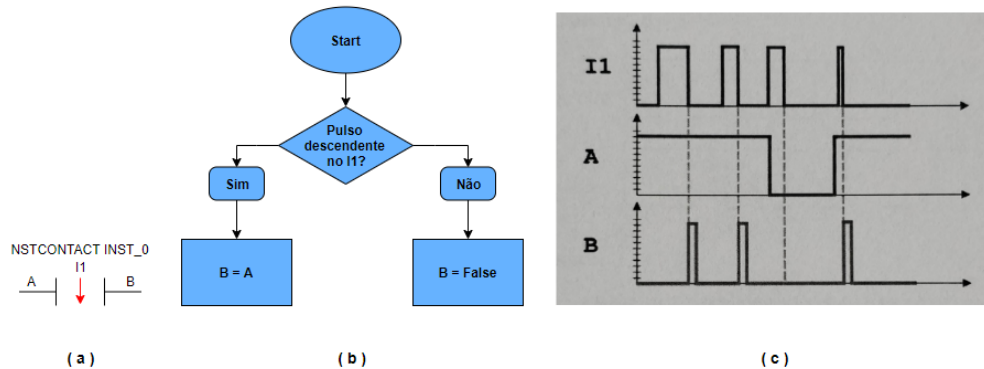 Start
Pulso
descendente
no I1?
Sim
Não
NSTCONTACT INST_0
I1
A
B
B = A
B = False
I1
A
B
( a )
( b )
( c )